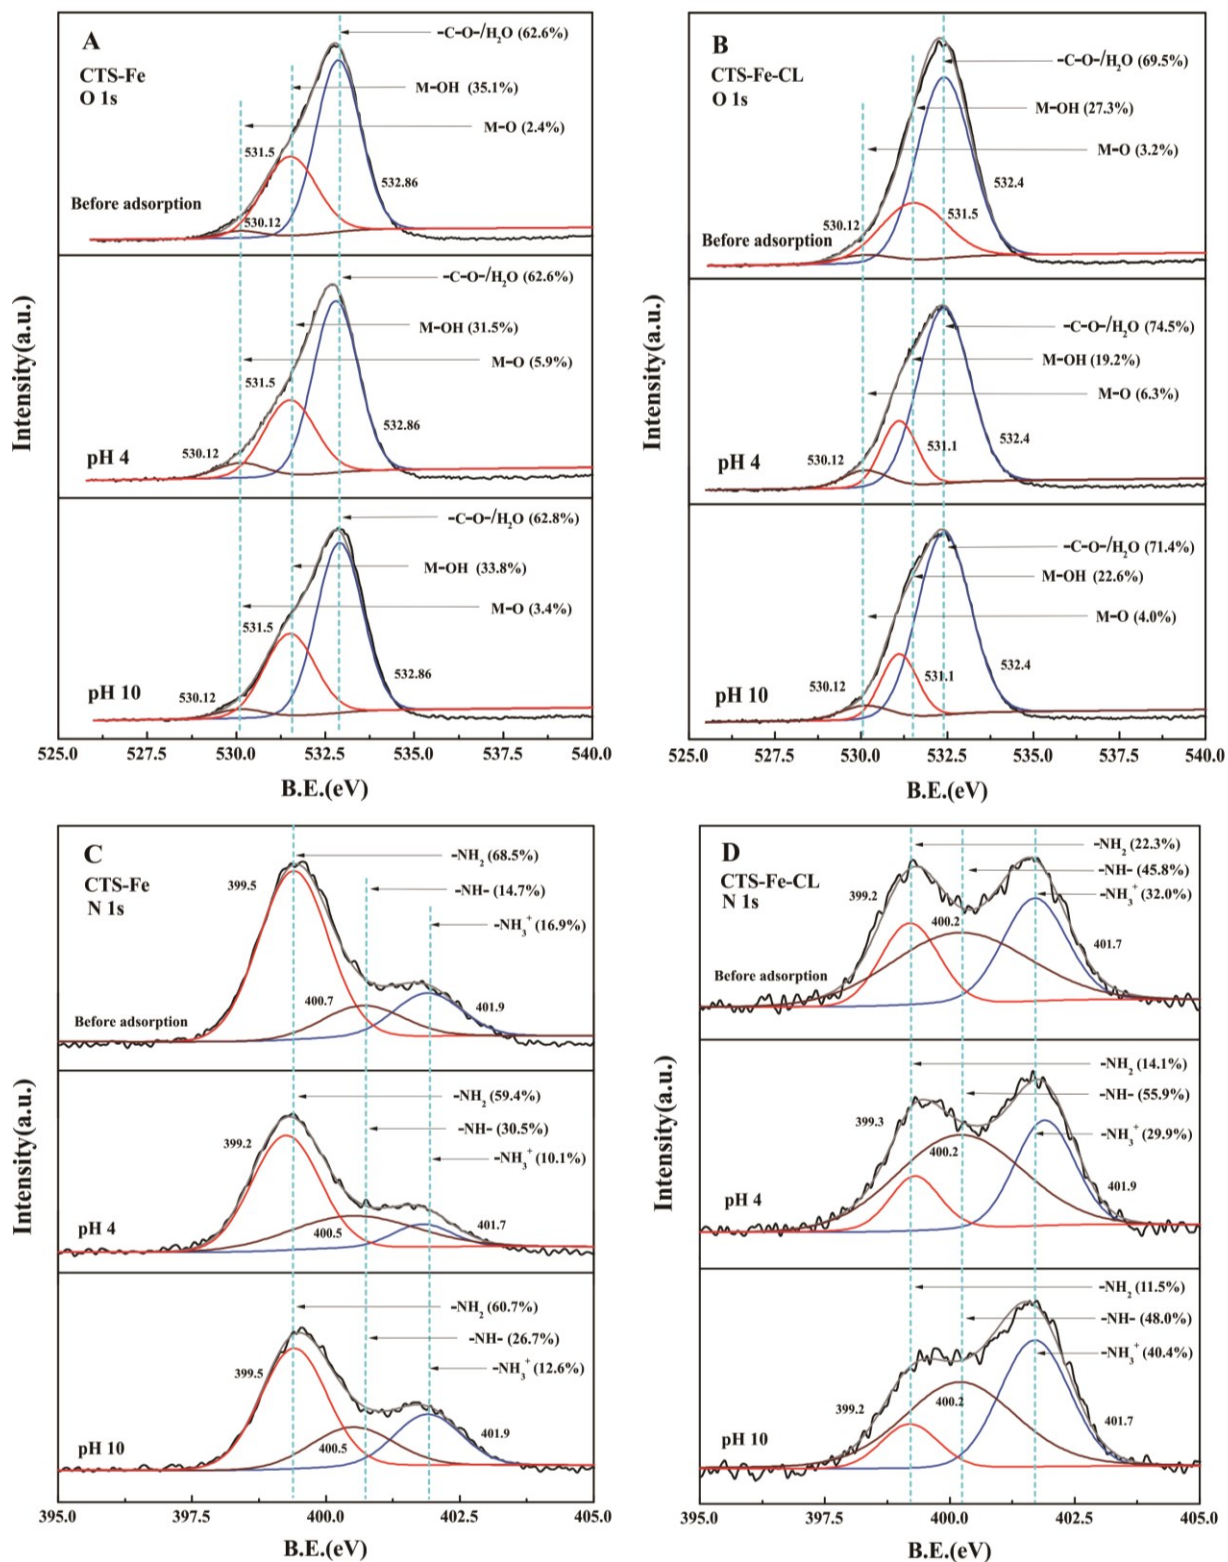 A
CTS-Fe
O 1s
-C-O-/H₂O (62.6%)
M-OH (35.1%)
M-O (2.4%)
531.5
532.86
530.12
Before adsorption
-C-O-/H₂O (62.6%)
M-OH (31.5%)
M-O (5.9%)
531.5
532.86
530.12
pH 4
-C-O-/H₂O (62.8%)
M-OH (33.8%)
M-O (3.4%)
531.5
532.86
530.12
pH 10
525.0 527.5 530.0 532.5 535.0 537.5 540.0
B.E.(eV)
Intensity(a.u.)
B
CTS-Fe-CL
O 1s
-C-O-/H₂O (69.5%)
M-OH (27.3%)
M-O (3.2%)
532.4
530.12
531.5
Before adsorption
-C-O-/H₂O (74.5%)
M-OH (19.2%)
M-O (6.3%)
531.1
532.4
530.12
pH 4
-C-O-/H₂O (71.4%)
M-OH (22.6%)
M-O (4.0%)
532.4
531.1
530.12
pH 10
525.0 527.5 530.0 532.5 535.0 537.5 540.0
B.E.(eV)
Intensity(a.u.)
C
CTS-Fe
N 1s
-NH₂ (68.5%)
399.5
-NH- (14.7%)
-NH₃⁺ (16.9%)
400.7
401.9
Before adsorption
-NH₂ (59.4%)
-NH- (30.5%)
399.2
-NH₃⁺ (10.1%)
400.5
401.7
pH 4
-NH₂ (60.7%)
-NH- (26.7%)
-NH₃⁺ (12.6%)
399.5
401.9
400.5
pH 10
395.0 397.5 400.0 402.5 405.0
B.E.(eV)
Intensity(a.u.)
D
CTS-Fe-CL
N 1s
-NH₂ (22.3%)
-NH- (45.8%)
-NH₃⁺ (32.0%)
399.2
400.2
401.7
Before adsorption
-NH₂ (14.1%)
-NH- (55.9%)
399.3
-NH₃⁺ (29.9%)
400.2
401.9
pH 4
-NH₂ (11.5%)
-NH- (48.0%)
-NH₃⁺ (40.4%)
400.2
399.2
401.7
pH 10
395.0 397.5 400.0 402.5 405.0
B.E.(eV)
Intensity(a.u.)